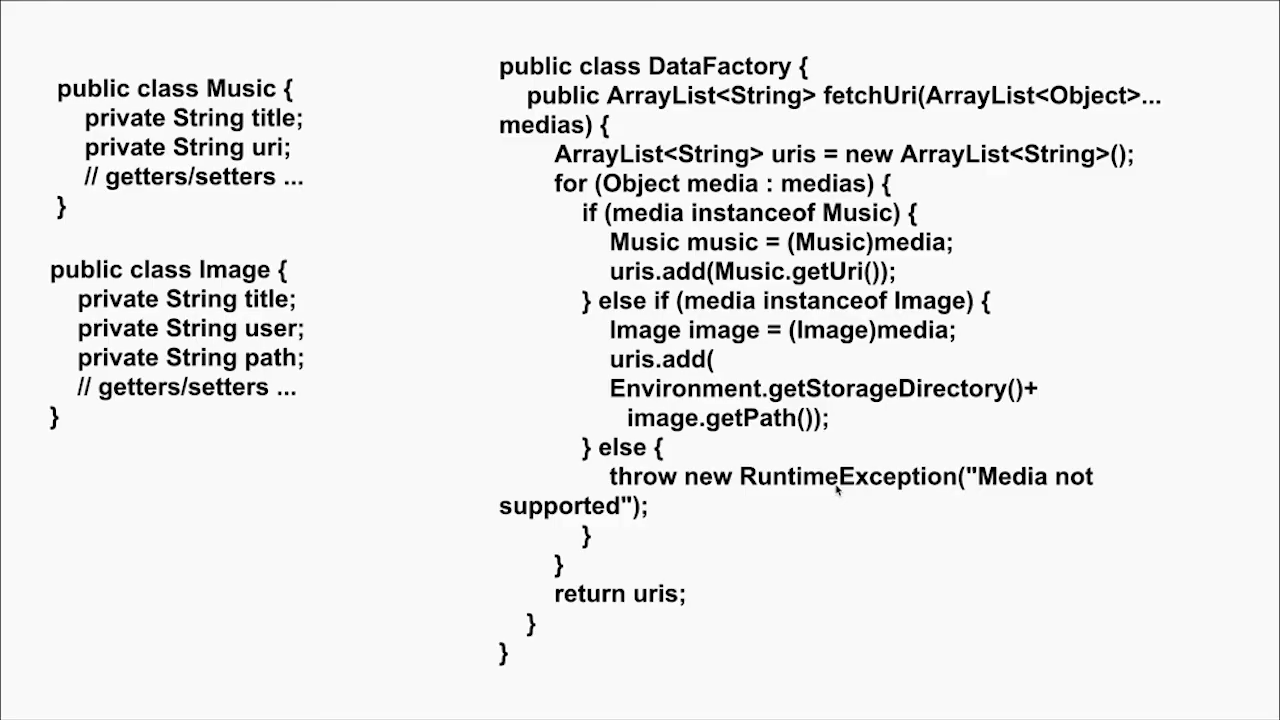 public class Music {
private String title;
private String uri;
// getters/setters ...
}
public class Image {
private String title;
private String user;
private String path;
// getters/setters ...
}
public class DataFactory {
public ArrayList<String> fetchUri(ArrayList<Object>...
medias) {
ArrayList<String> uris = new ArrayList<String>();
for (Object media : medias) {
if (media instanceof Music) {
Music music = (Music)media;
uris.add(Music.getUri());
} else if (media instanceof Image) {
Image image = (Image)media;
uris.add(
Environment.getStorageDirectory()+
image.getPath());
} else {
throw new RuntimeException("Media not
supported");
}
}
return uris;
}
}